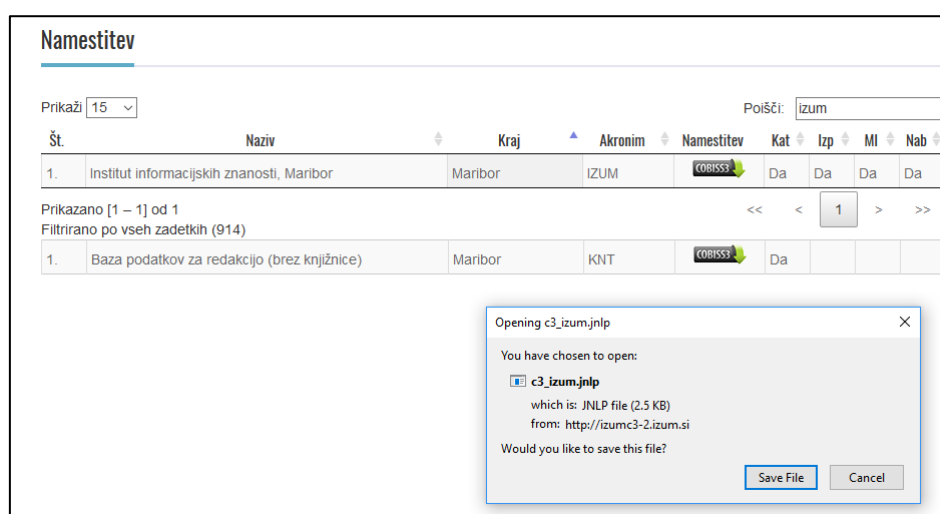 Namestitev
Prikaži 15 Poišči: izum
Št. Naziv Kraj Akronim Namestitev Kat Izp MI Nab
1. Institut informacijskih znanosti, Maribor Maribor IZUM COBISS3 Da Da Da Da
Prikazano [1 – 1] od 1 << < 1 > >>
Filtrirano po vseh zadetkih (914)
1. Baza podatkov za redakcijo (brez knjižnice) Maribor KNT COBISS3 Da
Opening c3_izum.jnlp
You have chosen to open:
c3_izum.jnlp
which is: JNLP file (2.5 KB)
from: http://izumc3-2.izum.si
Would you like to save this file?
Save File Cancel